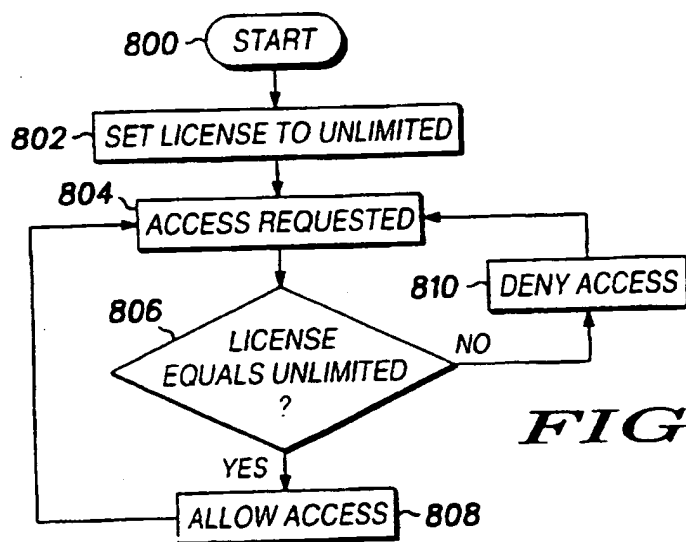 800
START
802
SET LICENSE TO UNLIMITED
804
ACCESS REQUESTED
810
DENY ACCESS
806
LICENSE
EQUALS UNLIMITED
?
NO
FIG
YES
ALLOW ACCESS
808